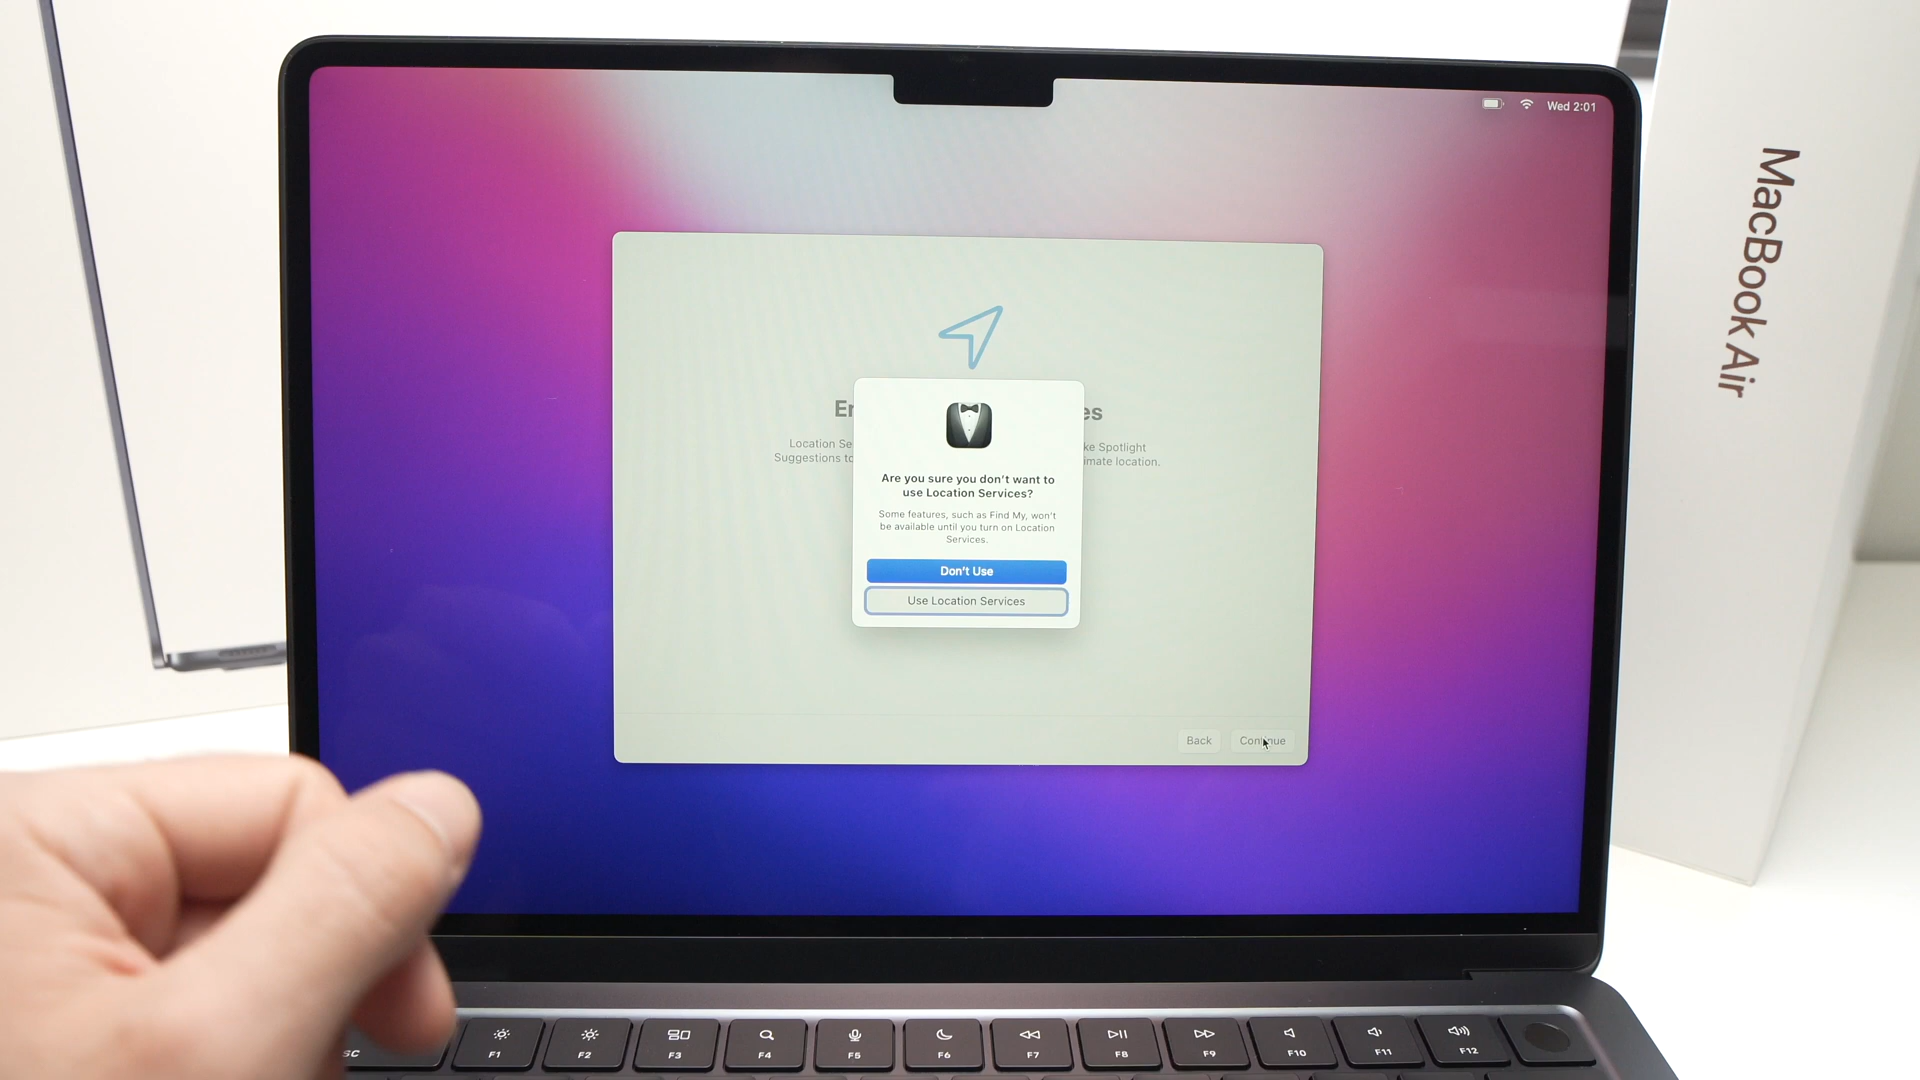 Wed 2:01
MacBook Air
Location Se
ke Spotlight
Suggestions to
imate location.
Are you sure you don't want to
use Location Services?
Some features, such as Find My, won't
be available until you turn on Location
Services.
Don't Use
Use Location Services
Back
Continue
F1
F2
F3
F4
F5
F6
F7
F8
F9
F10
F11
F12